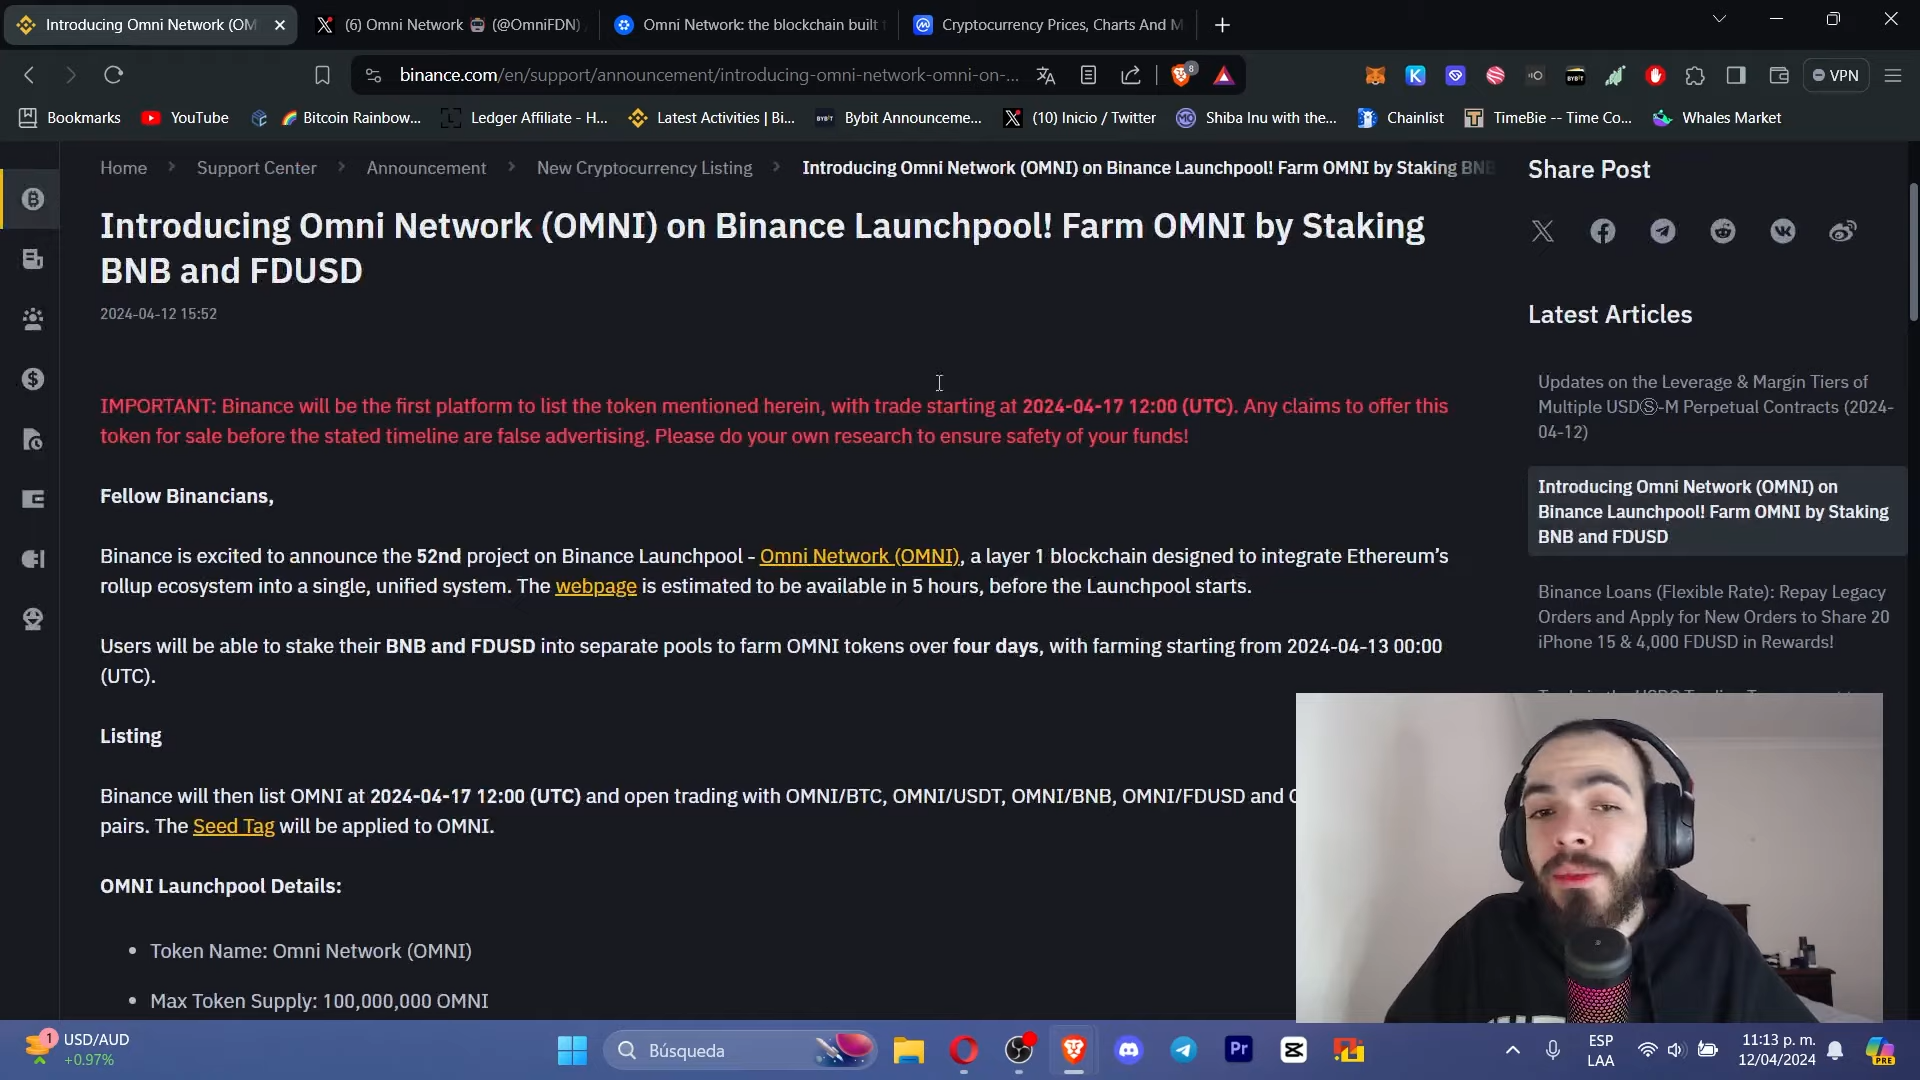 Introducing Omni Network (OM
(6) Omni Network (@OmniFDN)
Omni Network: the blockchain built
Cryptocurrency Prices, Charts And M
binance.com/en/support/announcement/introducing-omni-network-omni-on-...
8
VPN
Bookmarks
YouTube
Bitcoin Rainbow...
Ledger Affiliate - H...
Latest Activities | Bi...
Bybit Announceme...
(10) Inicio / Twitter
Shiba Inu with the...
Chainlist
TimeBie -- Time Co...
Whales Market
Home > Support Center > Announcement > New Cryptocurrency Listing > Introducing Omni Network (OMNI) on Binance Launchpool! Farm OMNI by Staking BNB
Introducing Omni Network (OMNI) on Binance Launchpool! Farm OMNI by Staking
BNB and FDUSD
2024-04-12 15:52
IMPORTANT: Binance will be the first platform to list the token mentioned herein, with trade starting at 2024-04-17 12:00 (UTC). Any claims to offer this
token for sale before the stated timeline are false advertising. Please do your own research to ensure safety of your funds!
Fellow Binancians,
Binance is excited to announce the 52nd project on Binance Launchpool - Omni Network (OMNI), a layer 1 blockchain designed to integrate Ethereum's
rollup ecosystem into a single, unified system. The webpage is estimated to be available in 5 hours, before the Launchpool starts.
Users will be able to stake their BNB and FDUSD into separate pools to farm OMNI tokens over four days, with farming starting from 2024-04-13 00:00
(UTC).
Listing
Binance will then list OMNI at 2024-04-17 12:00 (UTC) and open trading with OMNI/BTC, OMNI/USDT, OMNI/BNB, OMNI/FDUSD and
pairs. The Seed Tag will be applied to OMNI.
OMNI Launchpool Details:
• Token Name: Omni Network (OMNI)
• Max Token Supply: 100,000,000 OMNI
Share Post
Latest Articles
Updates on the Leverage & Margin Tiers of
Multiple USDⓈ-M Perpetual Contracts (2024-
04-12)
Introducing Omni Network (OMNI) on
Binance Launchpool! Farm OMNI by Staking
BNB and FDUSD
Binance Loans (Flexible Rate): Repay Legacy
Orders and Apply for New Orders to Share 20
iPhone 15 & 4,000 FDUSD in Rewards!
1
USD/AUD
+0.97%
Búsqueda
Pr
ESP
LAA
11:13 p. m.
12/04/2024
PRE